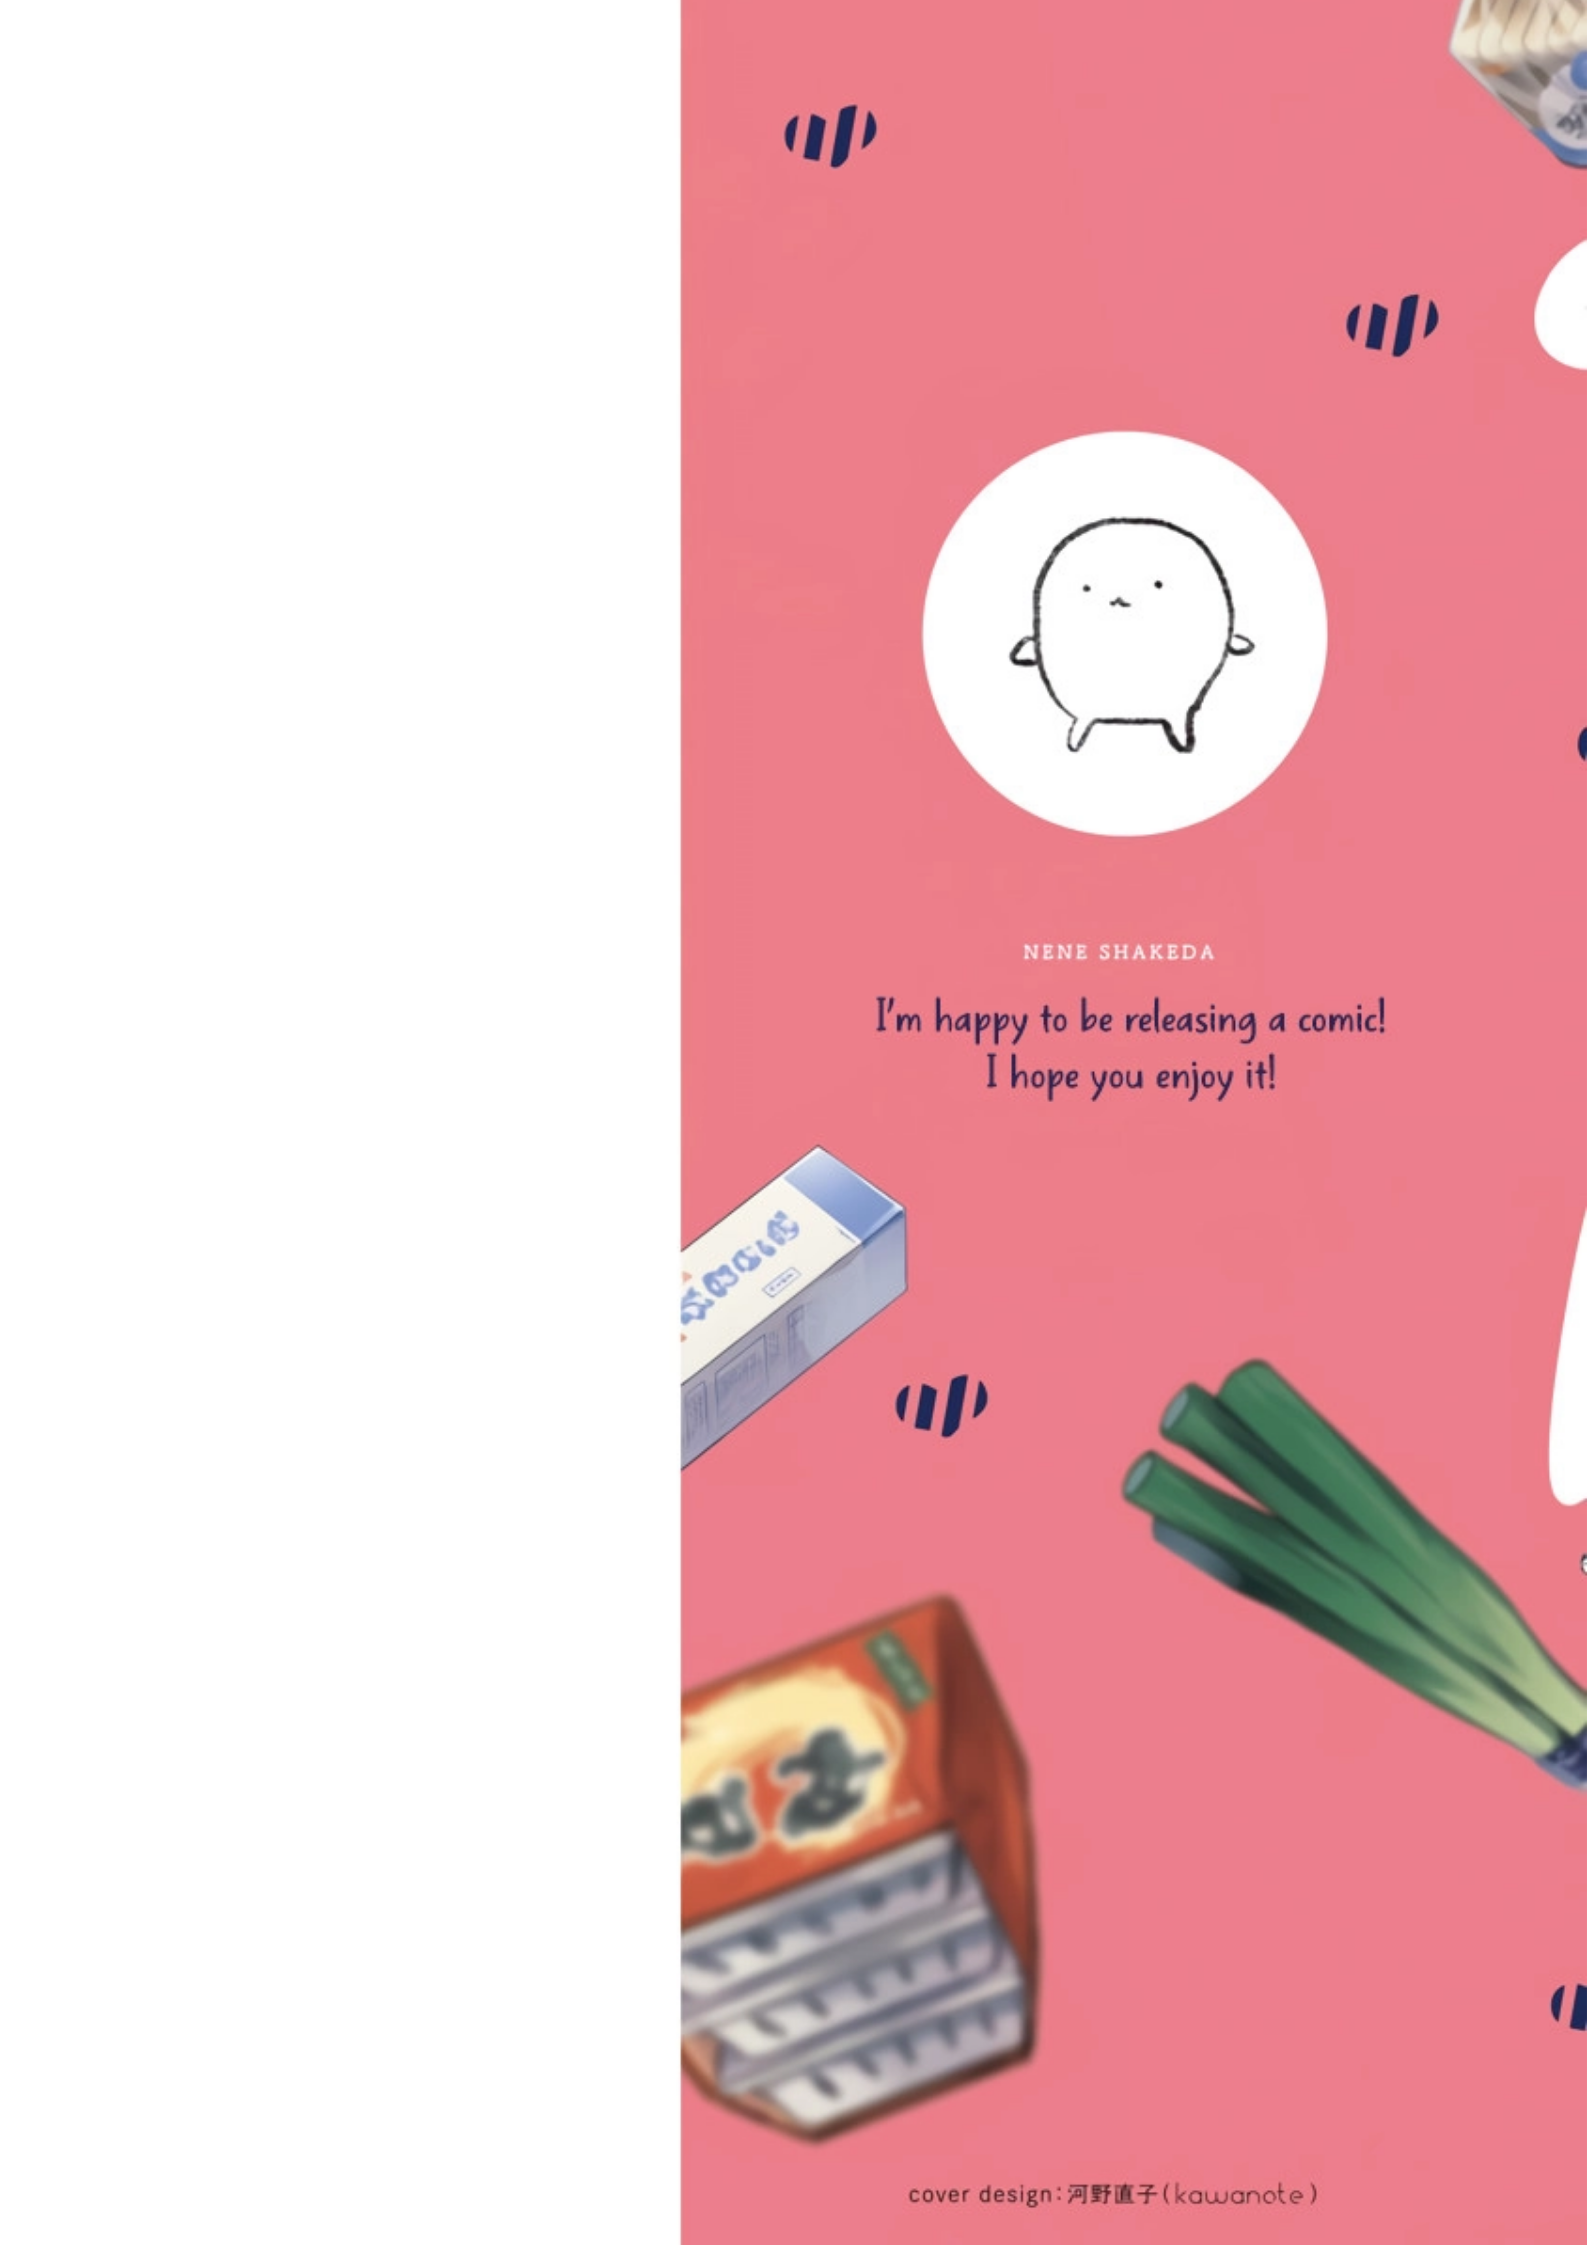 NENE SHAKEDA
I'm happy to be releasing a comic!
I hope you enjoy it!
cover design:河野直子(kawanote)